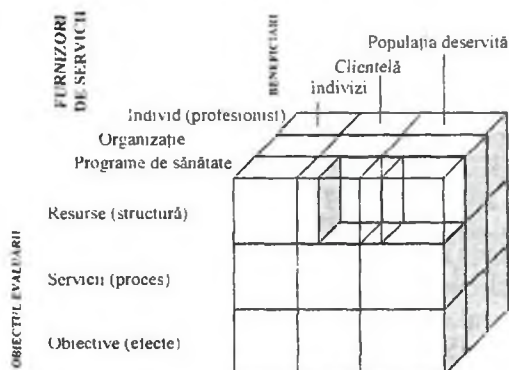 FURNIZORI
DE SERVICII
BENEFICIARI
Populația deservită
Clientelă
indivizi
Individ (profesionist)
Organizație
Programe de sănătate
OBIECTUL EVALUĂRII
Resurse (structură)
Servicii (proces)
Obiective (efecte)